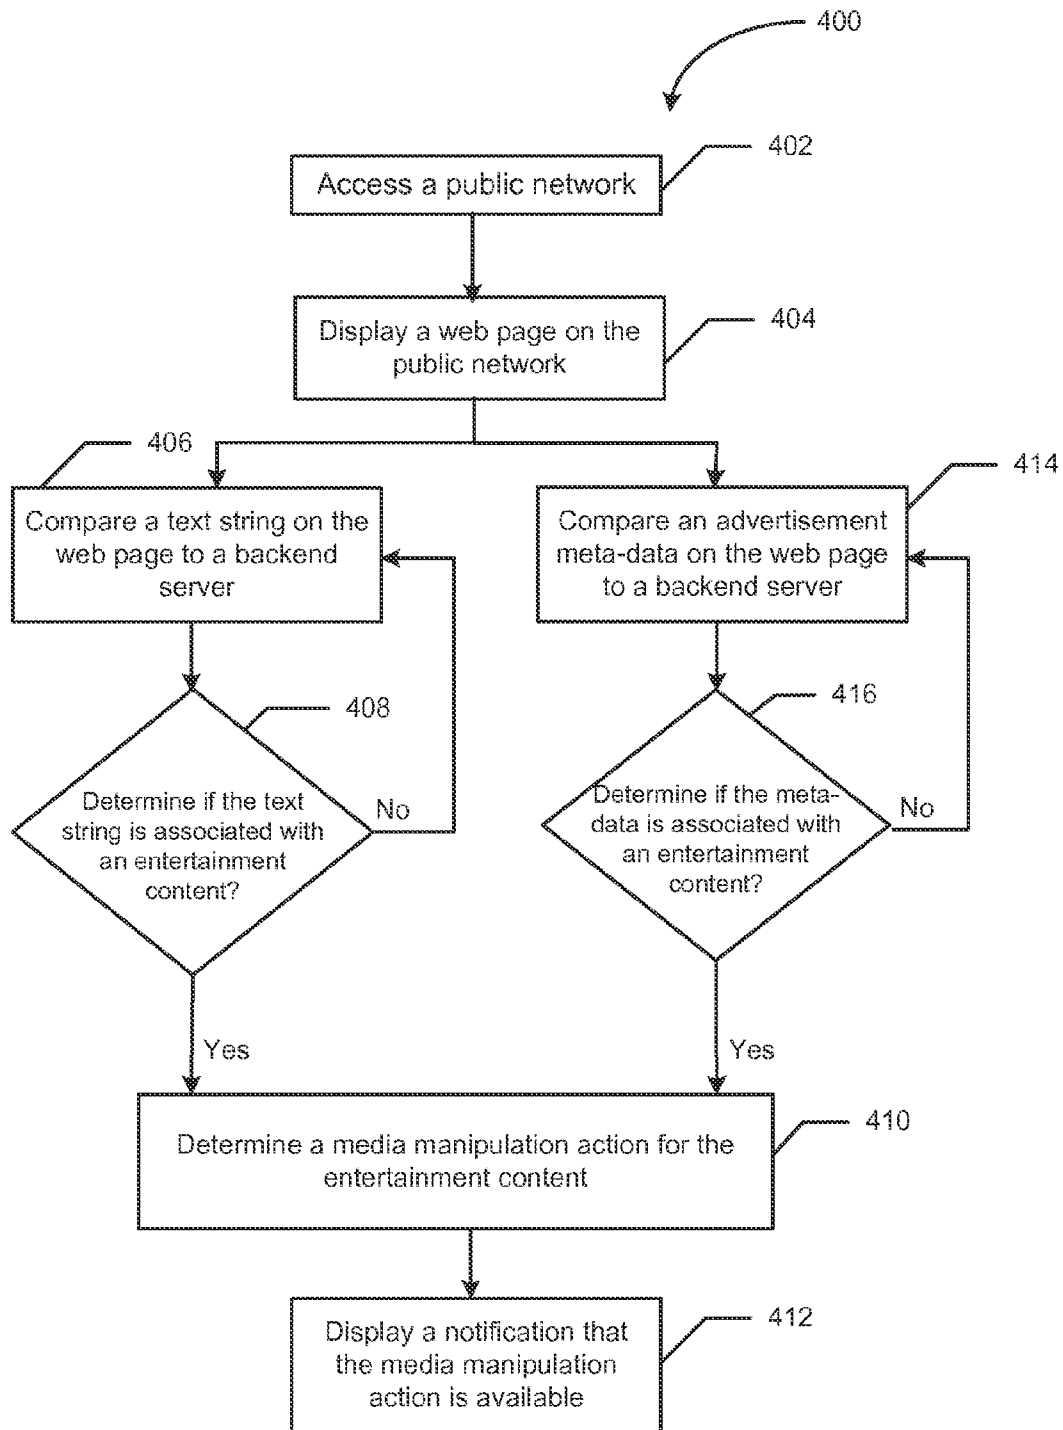 400
402
Access a public network
404
Display a web page on the
public network
406
414
Compare a text string on the
web page to a backend
server
Compare an advertisement
meta-data on the web page
to a backend server
408
416
Determine if the text
string is associated with
an entertainment
content?
No
Determine if the meta-
data is associated with
an entertainment
content?
No
Yes
Yes
410
Determine a media manipulation action for the
entertainment content
412
Display a notification that
the media manipulation
action is available